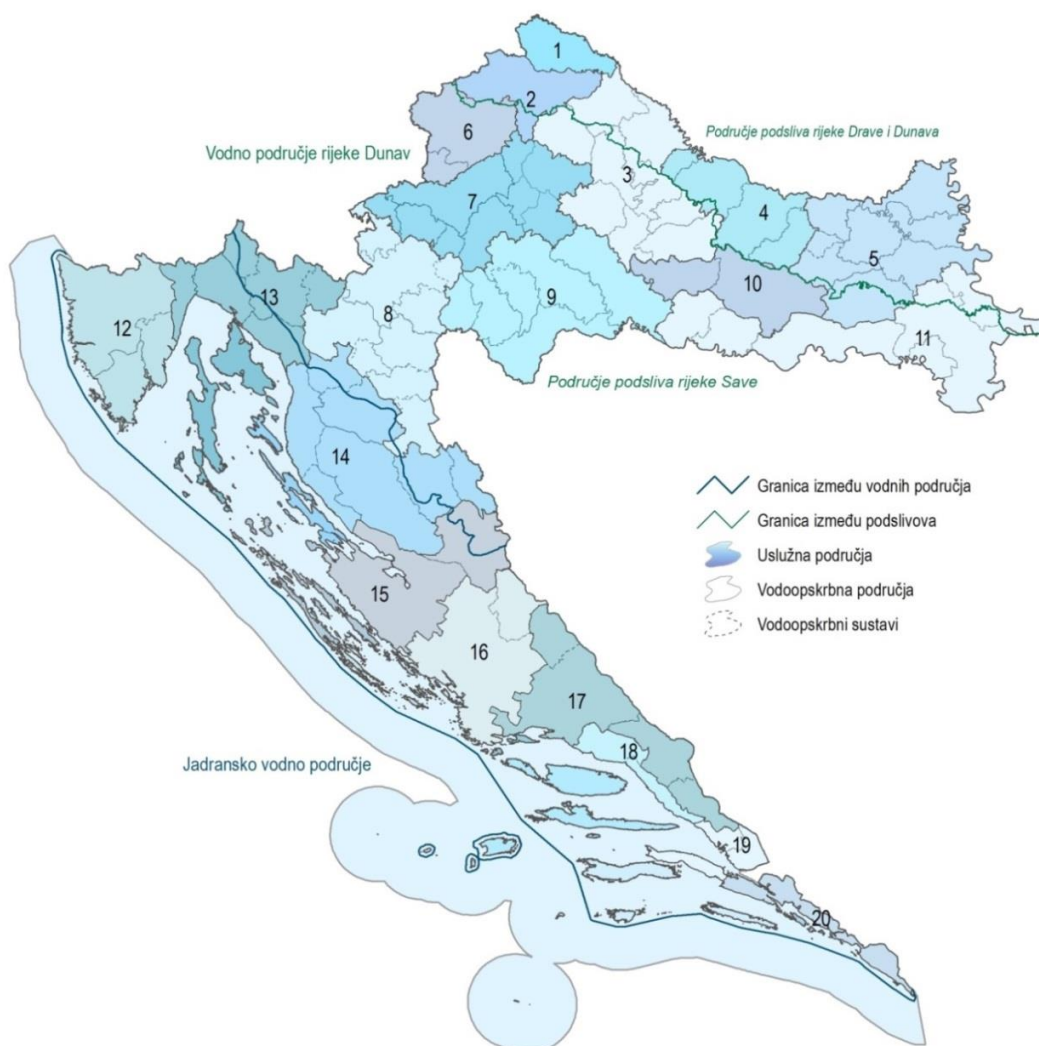 1
2
Područje podsliva rijeke Drave i Dunava
6
Vodno područje rijeke Dunav
3
7
4
5
10
13
9
8
12
11
Područje podsliva rijeke Save
14
Granica između vodnih područja
Granica između podslivova
Uslužna područja
Vodoopskrbna područja
Vodoopskrbni sustavi
15
16
17
18
Jadransko vodno područje
19
20